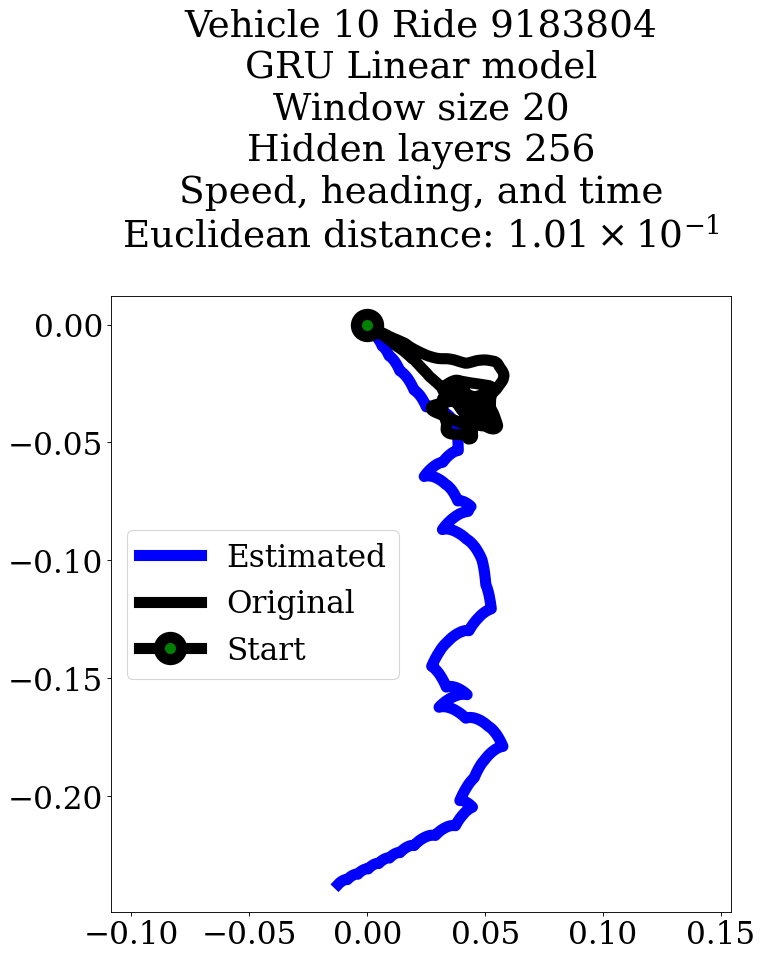 Vehicle 10 Ride 9183804
GRU Linear model
Window size 20
Hidden layers 256
Speed, heading, and time
Euclidean distance: 1.01 × 10⁻¹
0.00
−0.05
−0.10
−0.15
−0.20
Estimated
Original
Start
−0.10 −0.05 0.00 0.05 0.10 0.15